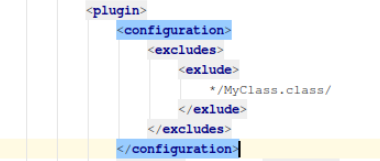 <plugin>
<configuration>
<excludes>
<exlude>
*/MyClass.class/
</exlude>
</excludes>
</configuration>